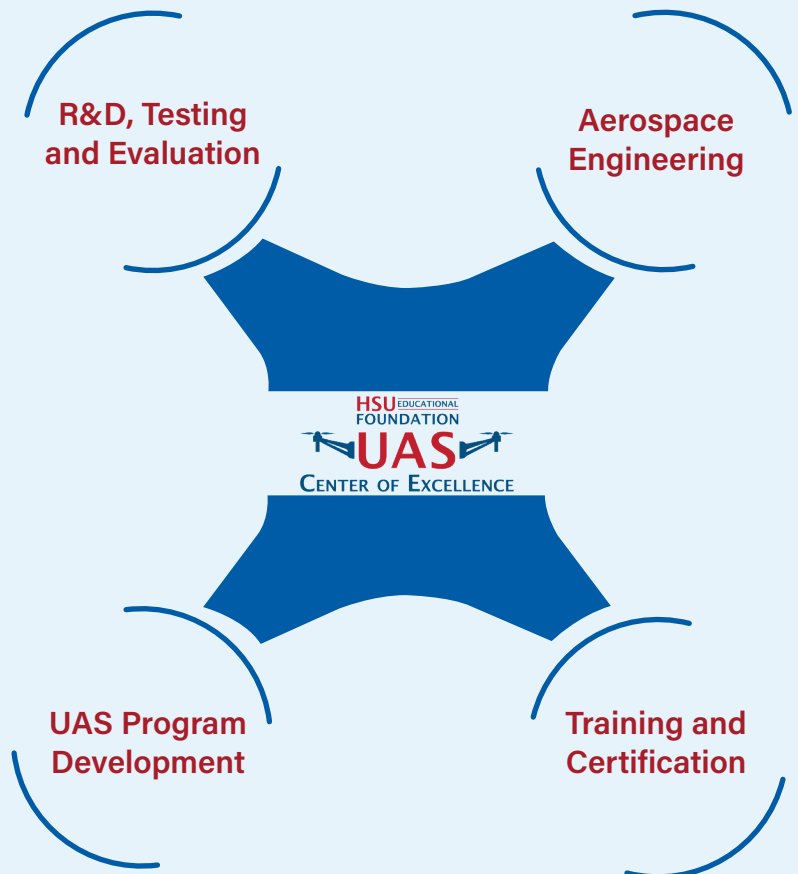 R&D, Testing
and Evaluation
Aerospace
Engineering
HSU EDUCATIONAL
FOUNDATION
UAS
CENTER OF EXCELLENCE
UAS Program
Development
Training and
Certification